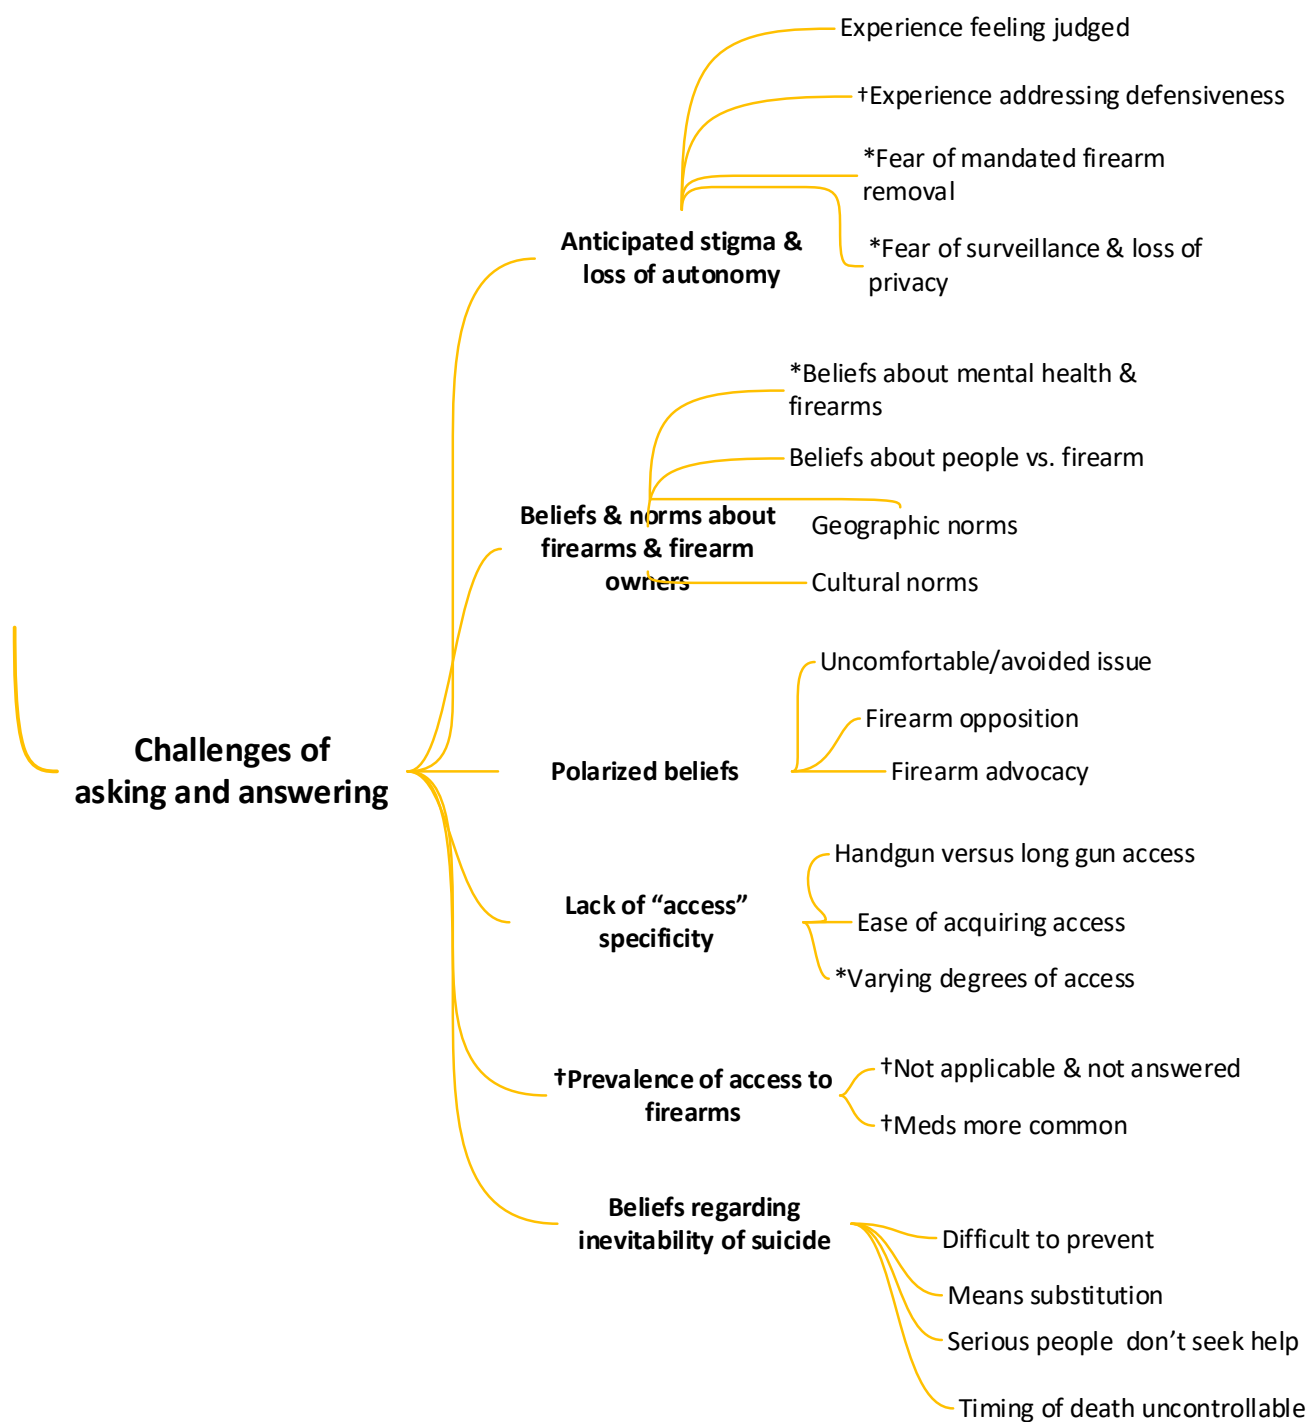 Experience feeling judged
†Experience addressing defensiveness
*Fear of mandated firearm
removal
Anticipated stigma &
loss of autonomy
*Fear of surveillance & loss of
privacy
*Beliefs about mental health &
firearms
Beliefs about people vs. firearm
Beliefs & norms about
firearms & firearm
owners
Geographic norms
Cultural norms
Uncomfortable/avoided issue
Firearm opposition
Challenges of
asking and answering
Polarized beliefs
Firearm advocacy
Handgun versus long gun access
Lack of “access”
specificity
Ease of acquiring access
*Varying degrees of access
†Prevalence of access to
firearms
†Not applicable & not answered
†Meds more common
Beliefs regarding
inevitability of suicide
Difficult to prevent
Means substitution
Serious people  don’t seek help
Timing of death uncontrollable